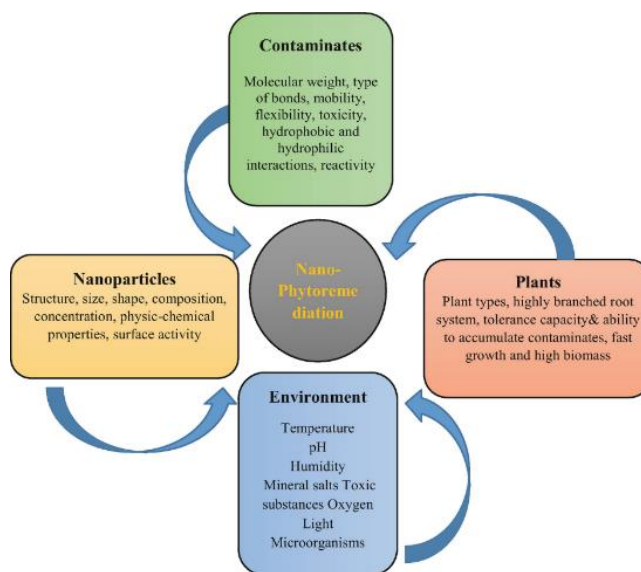 Contaminates
Molecular weight, type
of bonds, mobility,
flexibility, toxicity,
hydrophobic and
hydrophilic
interactions, reactivity
Nano-
Phytoreme
diation
Nanoparticles
Structure, size, shape, composition,
concentration, physic-chemical
properties, surface activity
Plants
Plant types, highly branched root
system, tolerance capacity& ability
to accumulate contaminates, fast
growth and high biomass
Environment
Temperature
pH
Humidity
Mineral salts Toxic
substances Oxygen
Light
Microorganisms